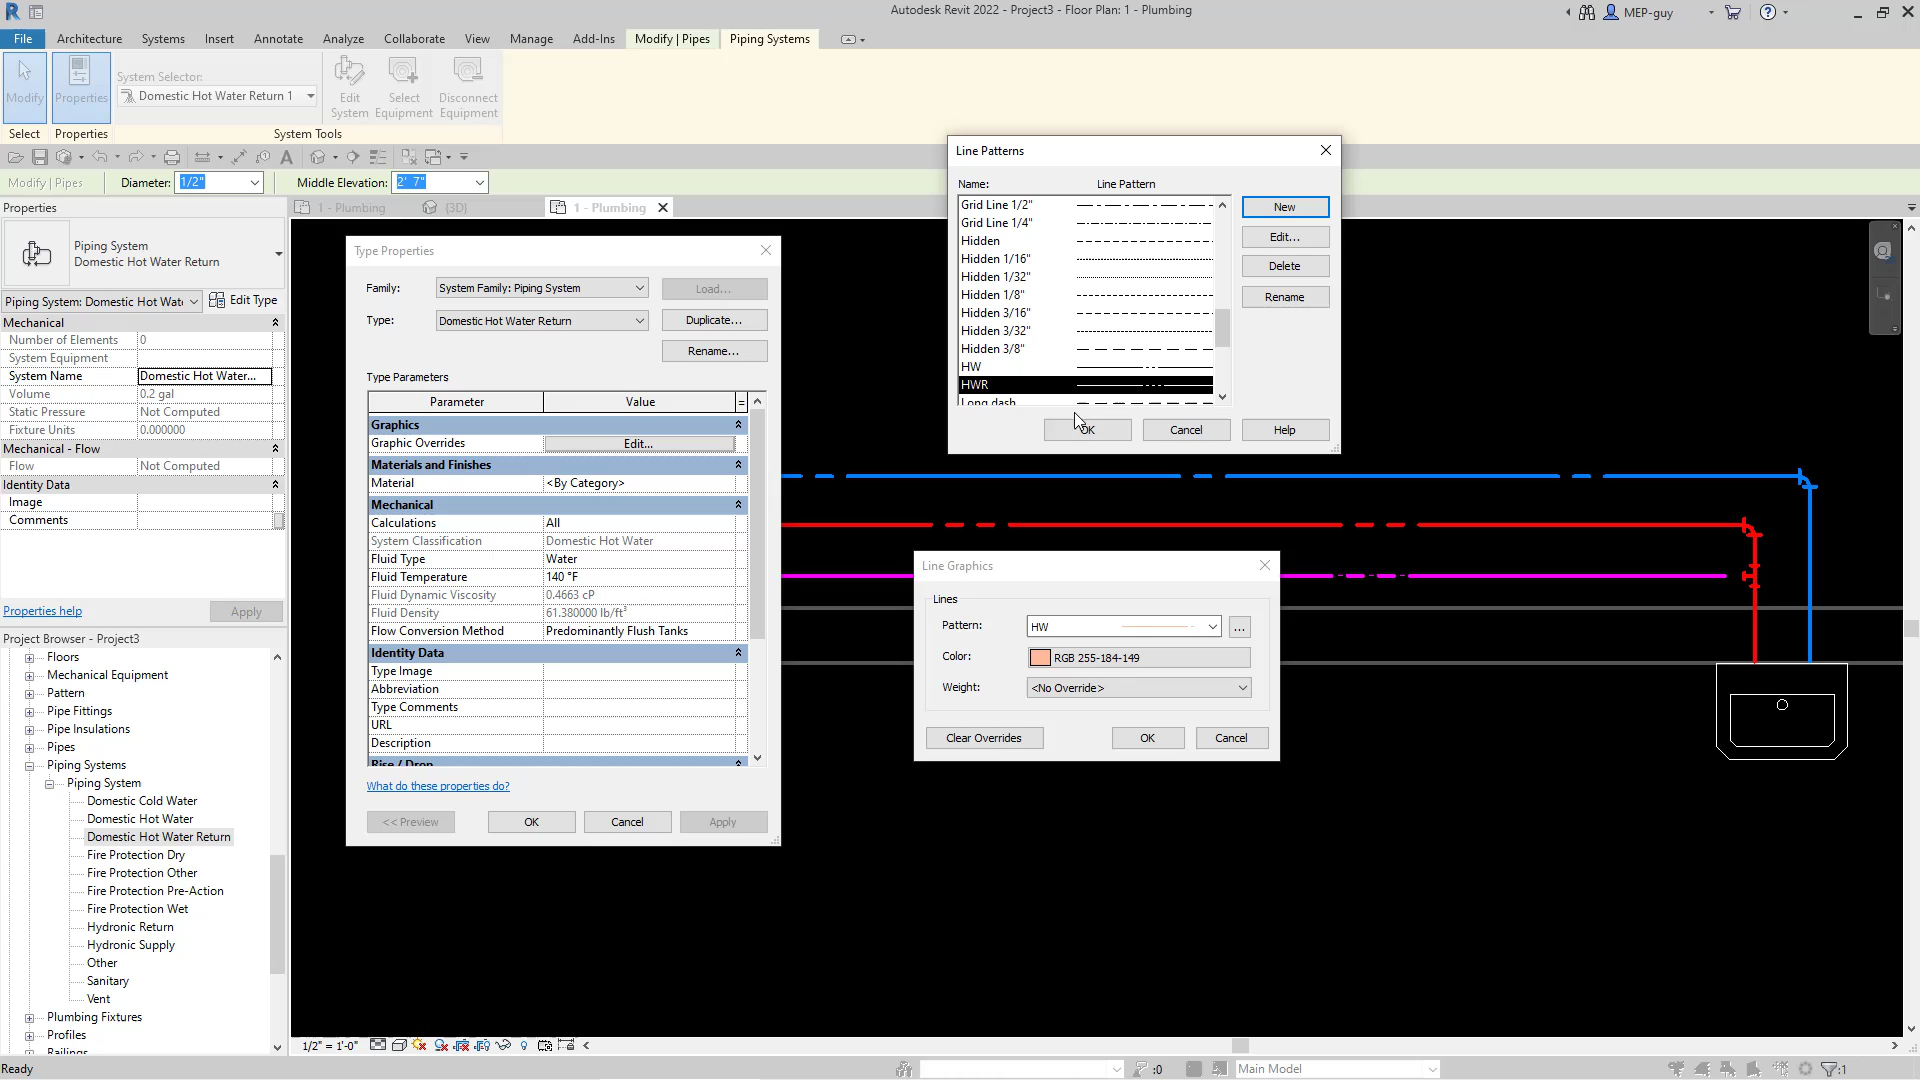 Autodesk Revit 2022 - Project3 - Floor Plan: 1 - Plumbing
MEP-guy
File
Architecture
Systems
Insert
Annotate
Analyze
Collaborate
View
Manage
Add-Ins
Modify | Pipes
Piping Systems
Modify
Properties
System Selector:
Domestic Hot Water Return 1
Edit System
Select Equipment
Disconnect Equipment
Select
Properties
System Tools
Modify | Pipes
Diameter:
1/2"
Middle Elevation:
2' 7"
Properties
1 - Plumbing
{3D}
1 - Plumbing
Piping System
Domestic Hot Water Return
Piping System: Domestic Hot Wate
Edit Type
Mechanical
Number of Elements 0
System Equipment
System Name Domestic Hot Water...
Volume 0.2 gal
Static Pressure Not Computed
Fixture Units 0.000000
Mechanical - Flow
Flow Not Computed
Identity Data
Image
Comments
Properties help
Apply
Project Browser - Project3
Floors
Mechanical Equipment
Pattern
Pipe Fittings
Pipe Insulations
Pipes
Piping Systems
Piping System
Domestic Cold Water
Domestic Hot Water
Domestic Hot Water Return
Fire Protection Dry
Fire Protection Other
Fire Protection Pre-Action
Fire Protection Wet
Hydronic Return
Hydronic Supply
Other
Sanitary
Vent
Plumbing Fixtures
Profiles
Railings
Type Properties
Family: System Family: Piping System
Load...
Type: Domestic Hot Water Return
Duplicate...
Rename...
Type Parameters
Parameter Value =
Graphics
Graphic Overrides Edit...
Materials and Finishes
Material <By Category>
Mechanical
Calculations All
System Classification Domestic Hot Water
Fluid Type Water
Fluid Temperature 140 °F
Fluid Dynamic Viscosity 0.4663 cP
Fluid Density 61.380000 lb/ft³
Flow Conversion Method Predominantly Flush Tanks
Identity Data
Type Image
Abbreviation
Type Comments
URL
Description
Rise / Drop
What do these properties do?
<< Preview
OK
Cancel
Apply
Line Patterns
Name: Line Pattern
Grid Line 1/2"
Grid Line 1/4"
Hidden
Hidden 1/16"
Hidden 1/32"
Hidden 1/8"
Hidden 3/16"
Hidden 3/32"
Hidden 3/8"
HW
HWR
Long dash
New
Edit...
Delete
Rename
OK
Cancel
Help
Line Graphics
Lines
Pattern: HW
...
Color: RGB 255-184-149
Weight: <No Override>
Clear Overrides
OK
Cancel
1/2" = 1'-0"
Ready
:0
Main Model
:1